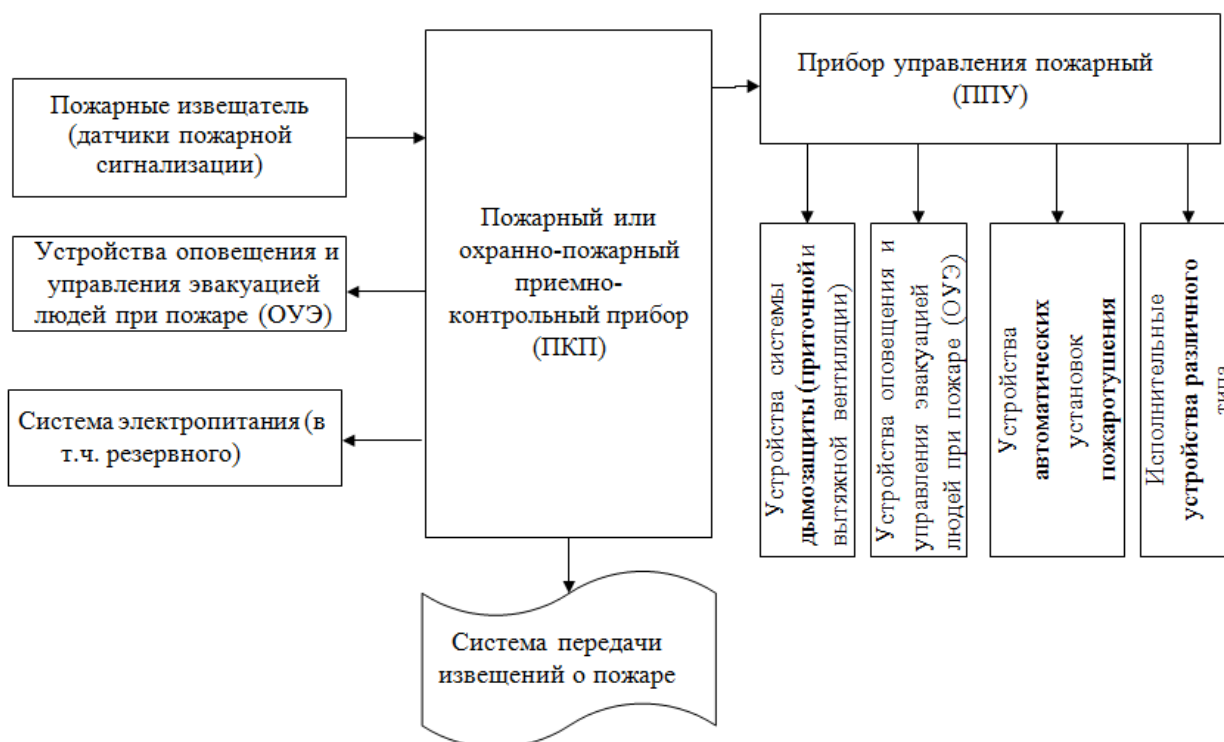 Пожарные извещатель
(датчики пожарной
сигнализации)
Устройства оповещения и
управления эвакуацией
людей при пожаре (ОУЭ)
Система электропитания (в
т.ч. резервного)
Пожарный или
охранно-пожарный
приемно-
контрольный прибор
(ПКП)
Система передачи
извещений о пожаре
Прибор управления пожарный
(ППУ)
Устройства системы
дымозащиты (приточной и
вытяжной вентиляции)
Устройства оповещения и
управления эвакуацией
людей при пожаре (ОУЭ)
Устройства
автоматических
установок
пожаротушения
Исполнительные
устройства различного
типа